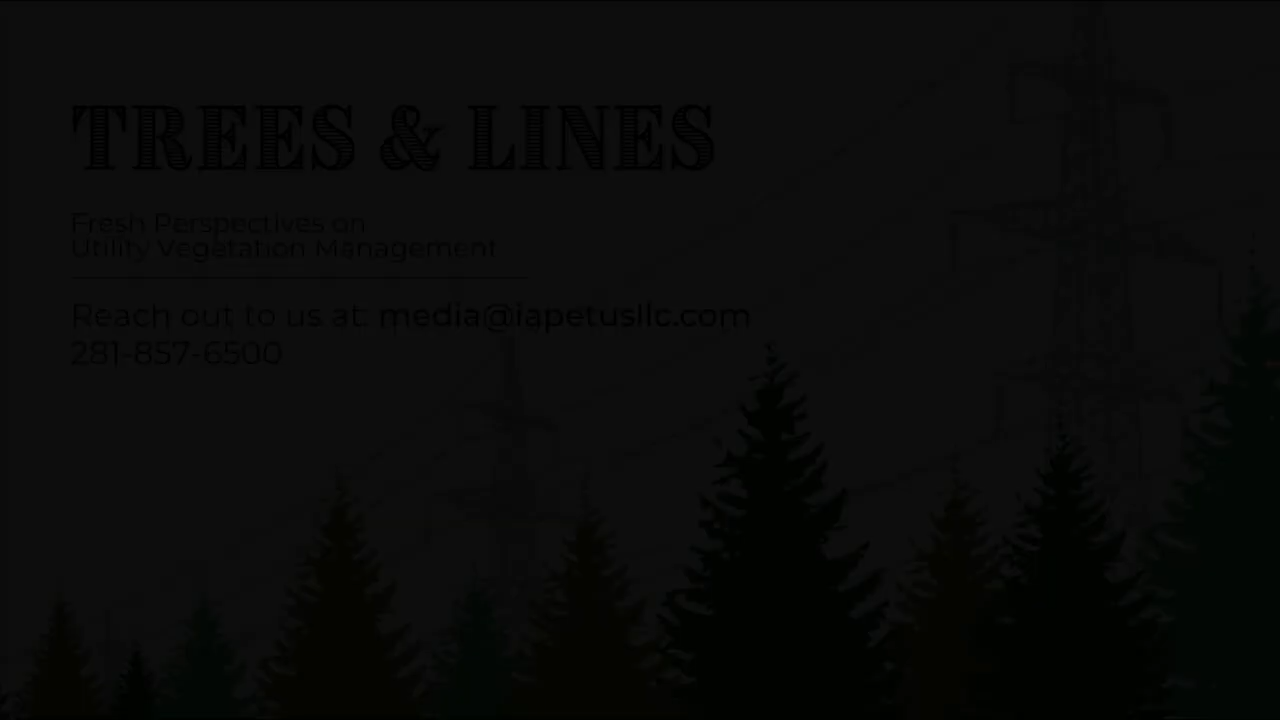 TREES & LINES
Fresh Perspectives on
Utility Vegetation Management
Reach out to us at: media@iapetusllc.com
281-857-6500